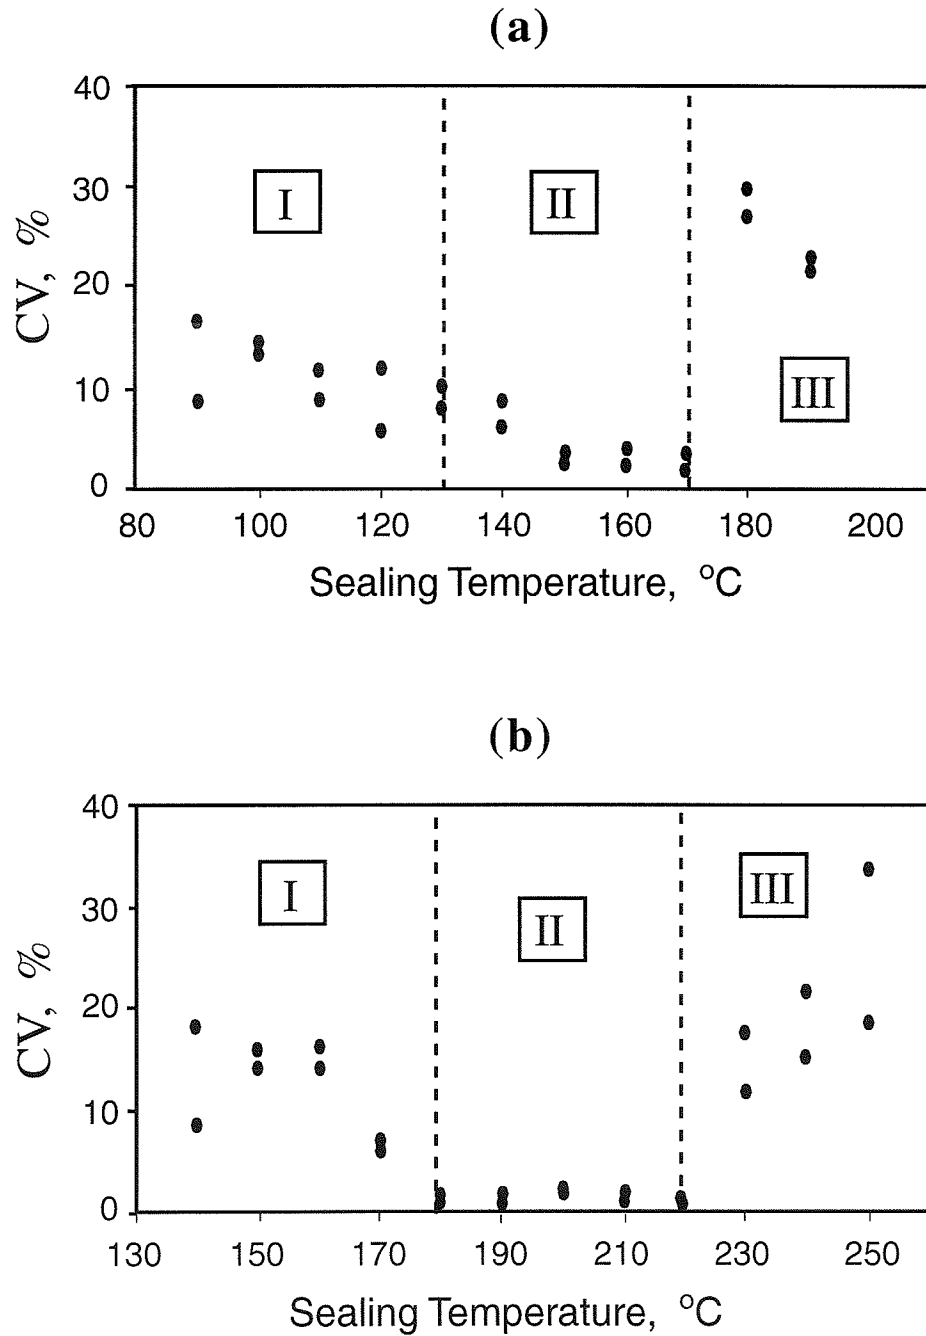 (a)
40
30
20
10
0
CV, %
I
II
III
80 100 120 140 160 180 200
Sealing Temperature, °C
(b)
40
30
20
10
0
CV, %
I
II
III
130 150 170 190 210 230 250
Sealing Temperature, °C